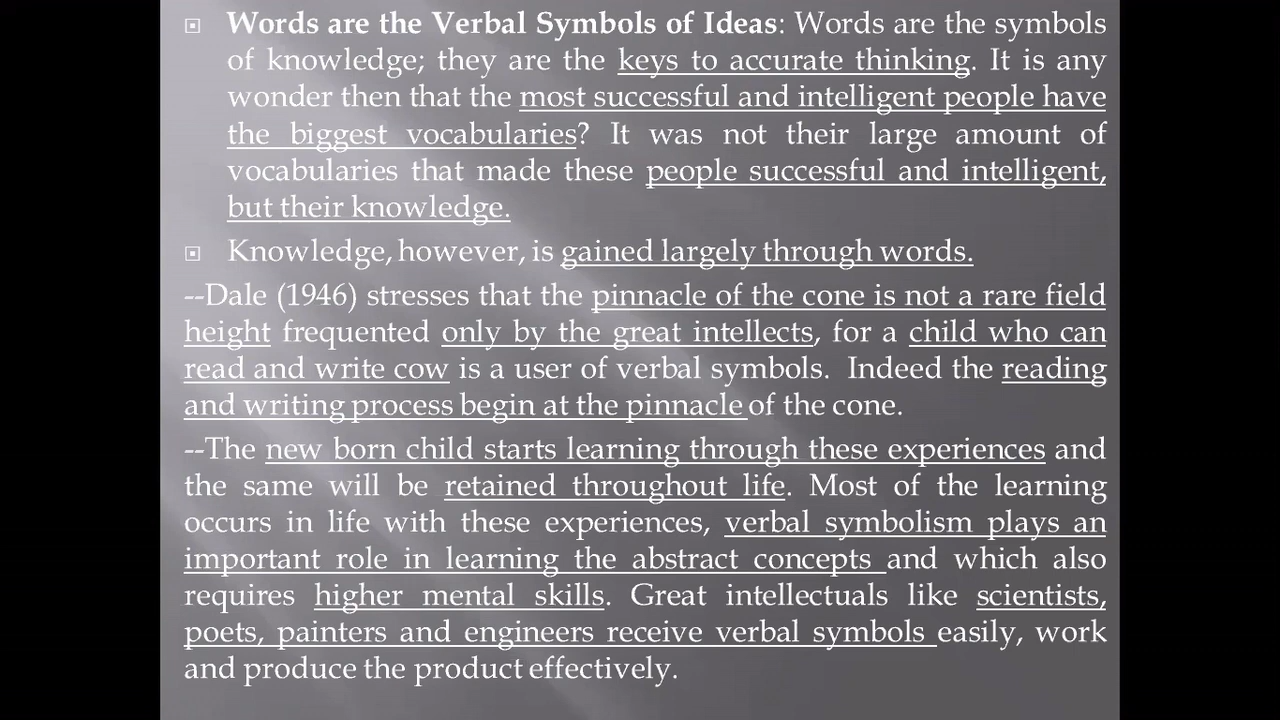 Words are the Verbal Symbols of Ideas: Words are the symbols
of knowledge; they are the keys to accurate thinking. It is any
wonder then that the most successful and intelligent people have
the biggest vocabularies? It was not their large amount of
vocabularies that made these people successful and intelligent,
but their knowledge.
Knowledge, however, is gained largely through words.
--Dale (1946) stresses that the pinnacle of the cone is not a rare field
height frequented only by the great intellects, for a child who can
read and write cow is a user of verbal symbols. Indeed the reading
and writing process begin at the pinnacle of the cone.
--The new born child starts learning through these experiences and
the same will be retained throughout life. Most of the learning
occurs in life with these experiences, verbal symbolism plays an
important role in learning the abstract concepts and which also
requires higher mental skills. Great intellectuals like scientists,
poets, painters and engineers receive verbal symbols easily, work
and produce the product effectively.